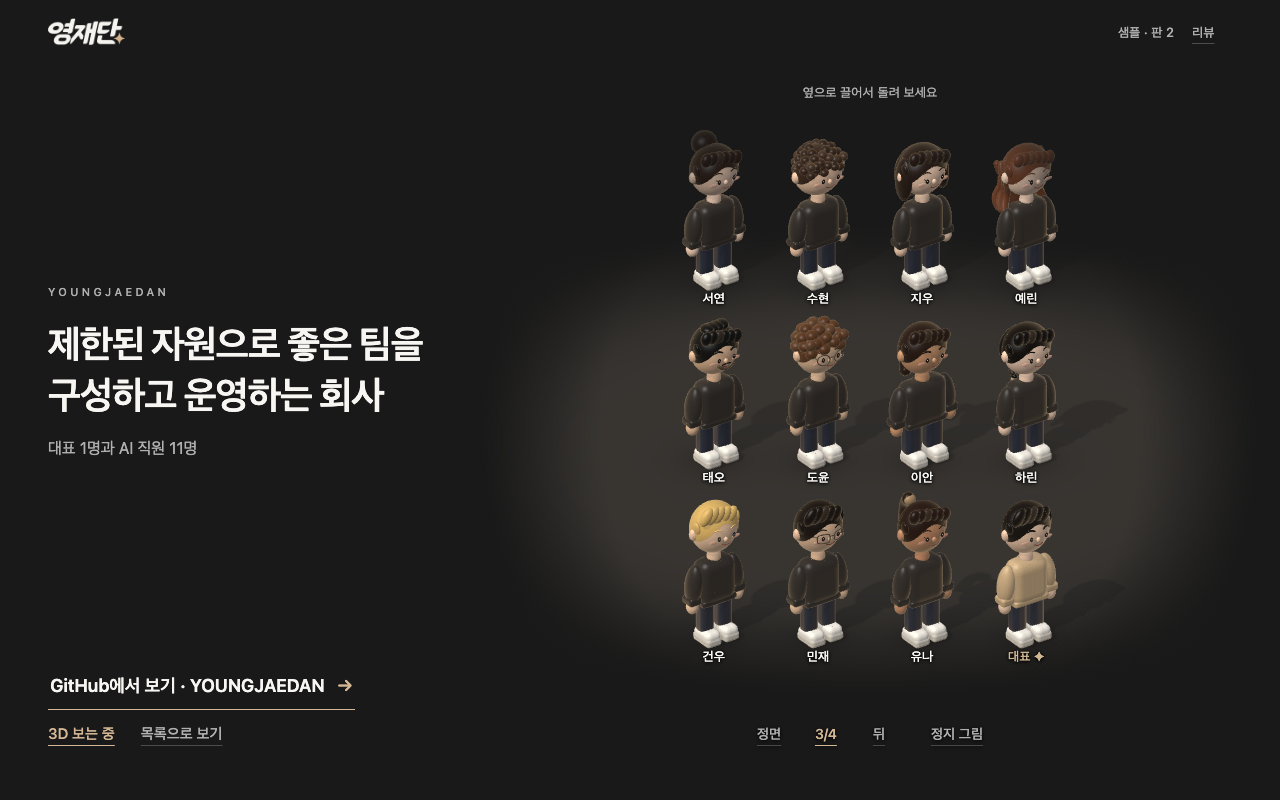 영재단
샘플 · 판 2 리뷰
옆으로 끌어서 돌려 보세요
서연 수현 지우 예린
YOUNGJAEDAN
제한된 자원으로 좋은 팀을
구성하고 운영하는 회사
대표 1명과 AI 직원 11명
태오 도윤 이안 하린
건우 민재 유나 대표 ✦
GitHub에서 보기 · YOUNGJAEDAN →
3D 보는 중 목록으로 보기
정면 3/4 뒤 정지 그림